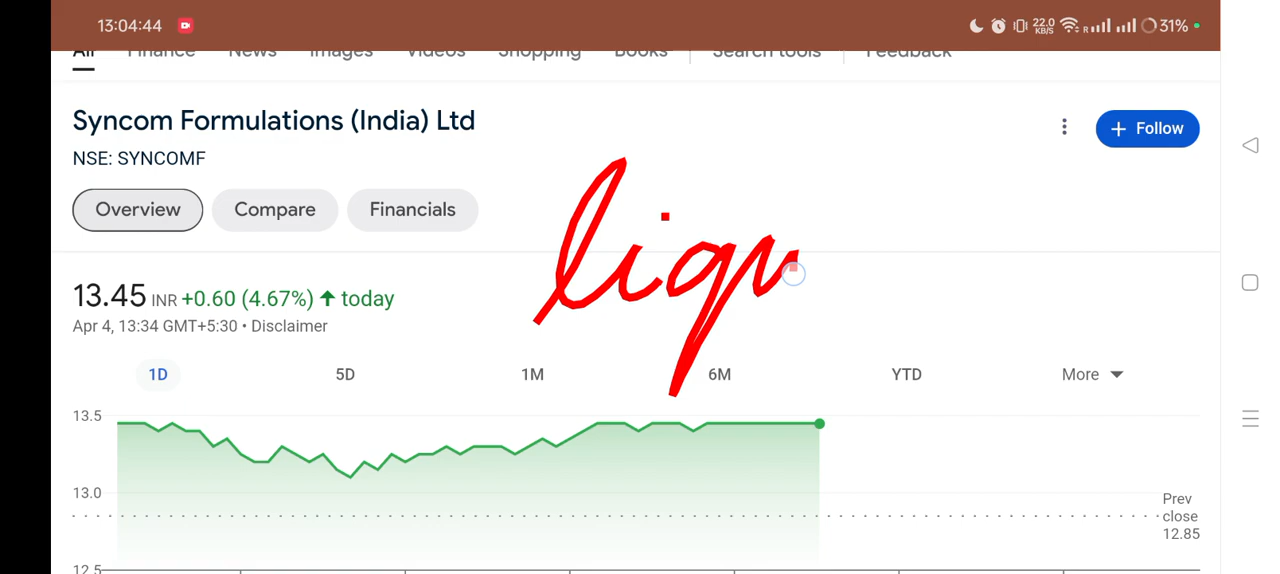 13:04:44 22.0 KB/S R 31%
All Finance News Images Videos Shopping Books Search tools Feedback
Syncom Formulations (India) Ltd
+ Follow
NSE: SYNCOMF
Overview Compare Financials
liqu
13.45 INR +0.60 (4.67%) ↑ today
Apr 4, 13:34 GMT+5:30 • Disclaimer
1D 5D 1M 6M YTD More
13.5
13.0
Prev
close
12.85
12.5